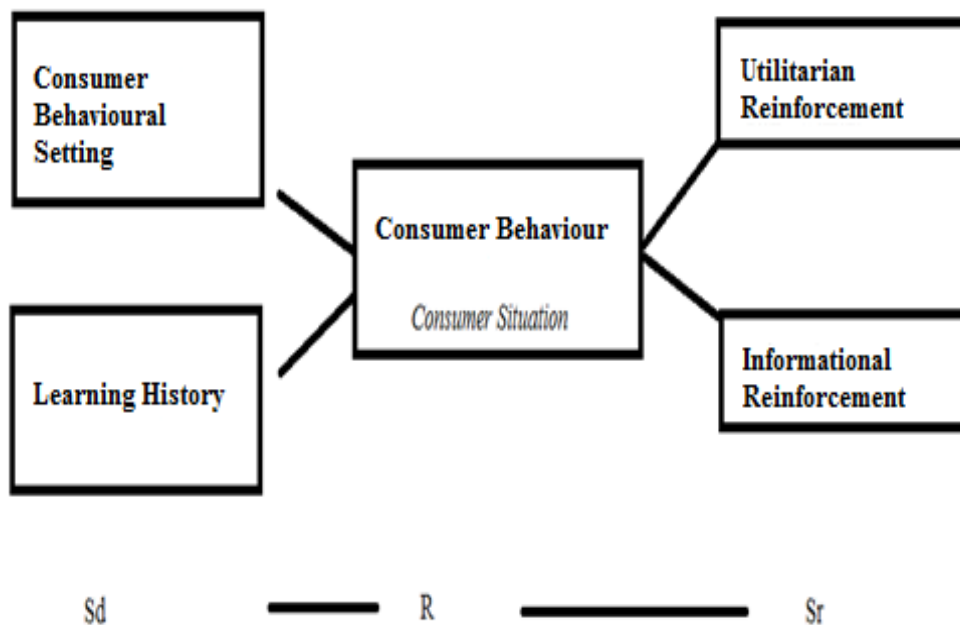 Consumer
Behavioural
Setting
Learning History
Consumer Behaviour
Consumer Situation
Utilitarian
Reinforcement
Informational
Reinforcement
Sd
R
Sr